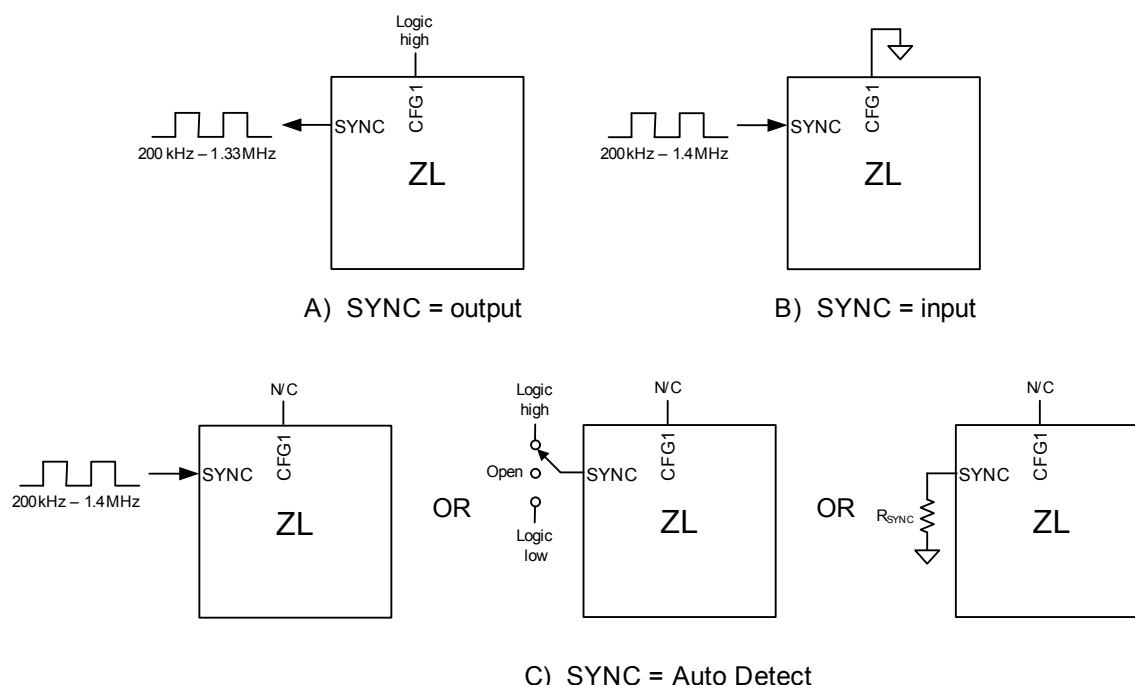 Logic
high
CFG1
SYNC
200 kHz – 1.33MHz
ZL
A) SYNC = output
CFG1
SYNC
200kHz – 1.4MHz
ZL
B) SYNC = input
N/C
CFG1
SYNC
200kHz – 1.4MHz
ZL
OR
Logic
high
Open
Logic
low
N/C
CFG1
SYNC
ZL
OR
RSYNC
N/C
CFG1
SYNC
ZL
C) SYNC = Auto Detect